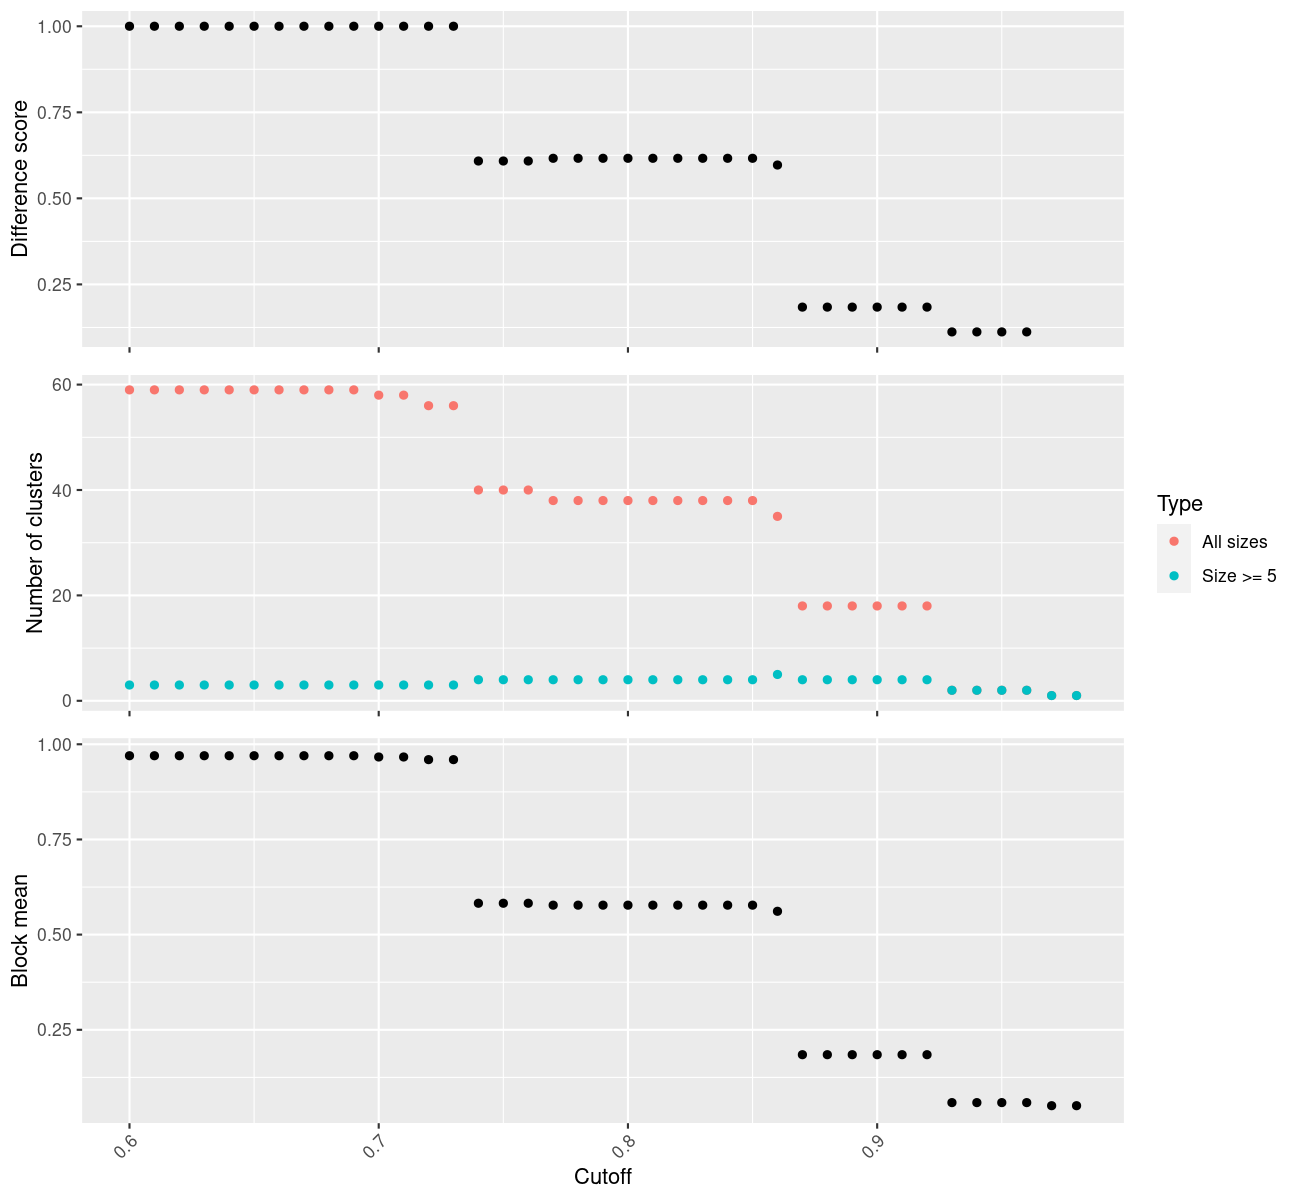 1.00
0.75
0.50
0.25
Difference score
60
40
20
0
Number of clusters
Type
All sizes
Size >= 5
1.00
0.75
0.50
0.25
Block mean
0.6
0.7
0.8
0.9
Cutoff